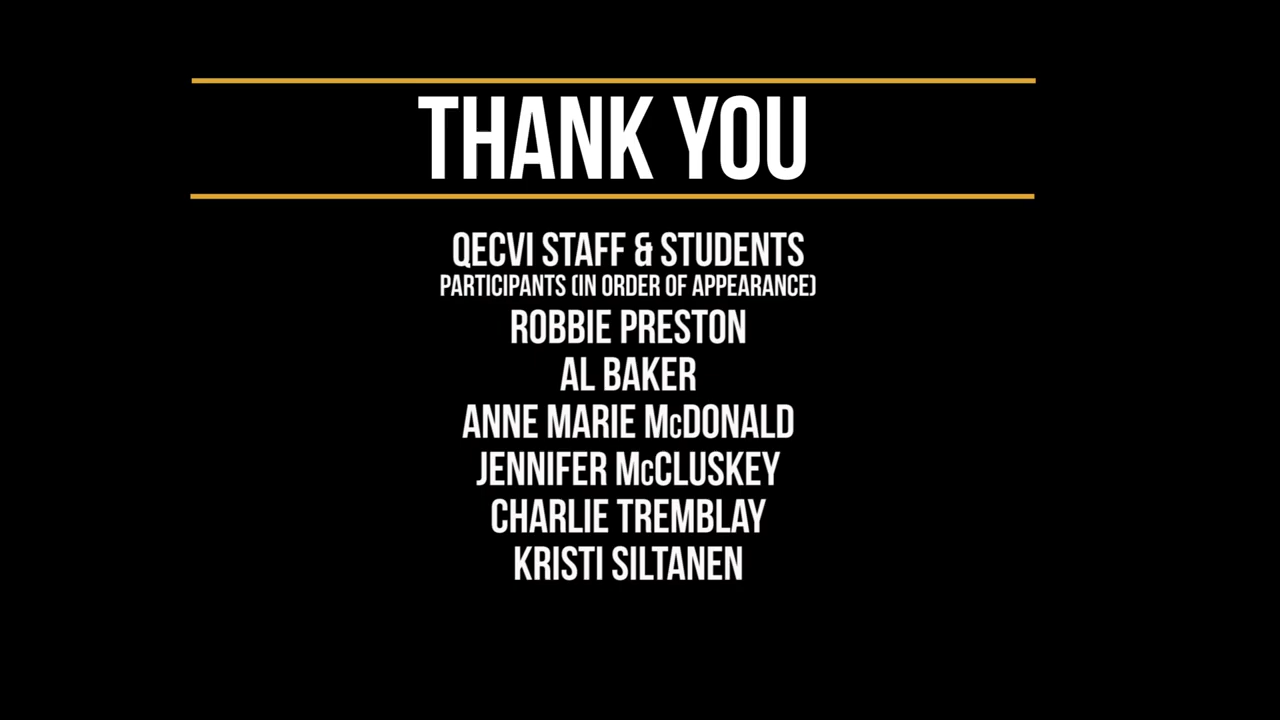 THANK YOU
QECVI STAFF & STUDENTS
PARTICIPANTS (IN ORDER OF APPEARANCE)
ROBBIE PRESTON
AL BAKER
ANNE MARIE McDONALD
JENNIFER McCLUSKEY
CHARLIE TREMBLAY
KRISTI SILTANEN